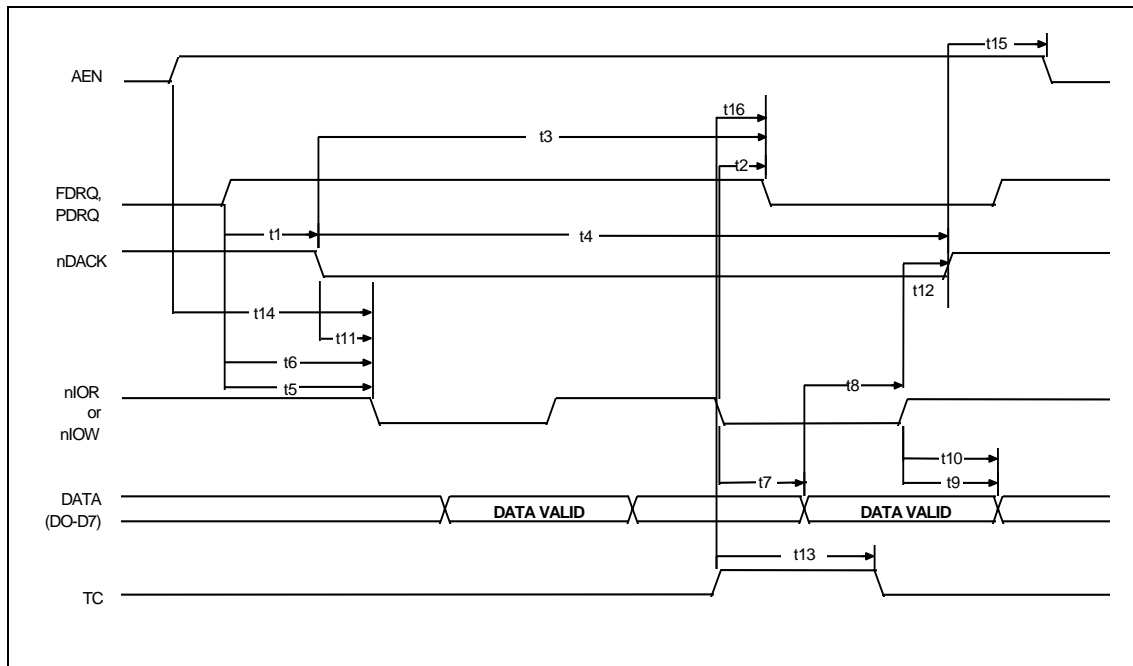 t15
AEN
t16
t3
t2
FDRQ,
PDRQ
t1
t4
nDACK
t12
t14
t11
t6
t8
t5
nIOR
or
nIOW
t10
t7
t9
DATA
(DO-D7)
DATA VALID
DATA VALID
t13
TC